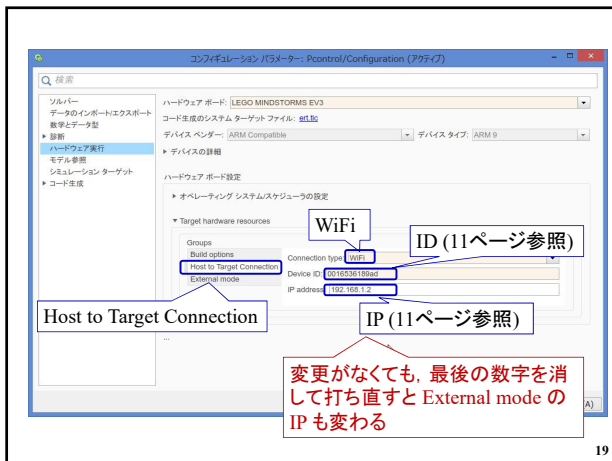 コンフィギュレーション パラメーター: Pcontrol/Configuration (アクティブ)
検索
ソルバー
データのインポート/エクスポート
数学とデータ型
診断
ハードウェア実行
モデル参照
シミュレーション ターゲット
コード生成
ハードウェア ボード: LEGO MINDSTORMS EV3
コード生成のシステム ターゲット ファイル: ert.tlc
デバイス ベンダー: ARM Compatible デバイス タイプ: ARM 9
デバイスの詳細
ハードウェア ボード設定
オペレーティング システム/スケジューラの設定
Target hardware resources
WiFi
ID (11ページ参照)
Groups
Build options
Host to Target Connection
External mode
Connection type: WiFi
Device ID: 0016536189ad
IP address: 192.168.1.2
Host to Target Connection
IP (11ページ参照)
...
変更がなくても, 最後の数字を消
して打ち直すと External mode の
IP も変わる
A)
19